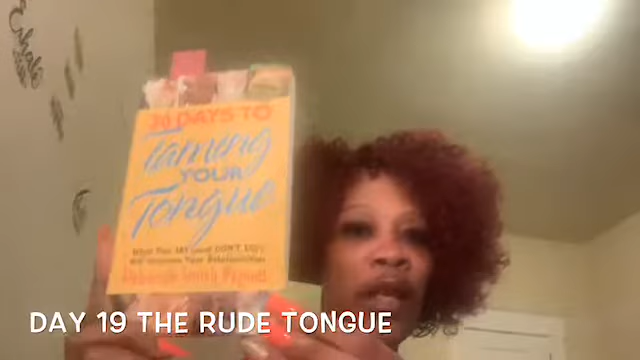 30 DAYS TO
Taming
YOUR
Tongue
What You SAY (and DON'T SAY)
Will Improve Your Relationships
Deborah Smith Pegues
DAY 19 THE RUDE TONGUE